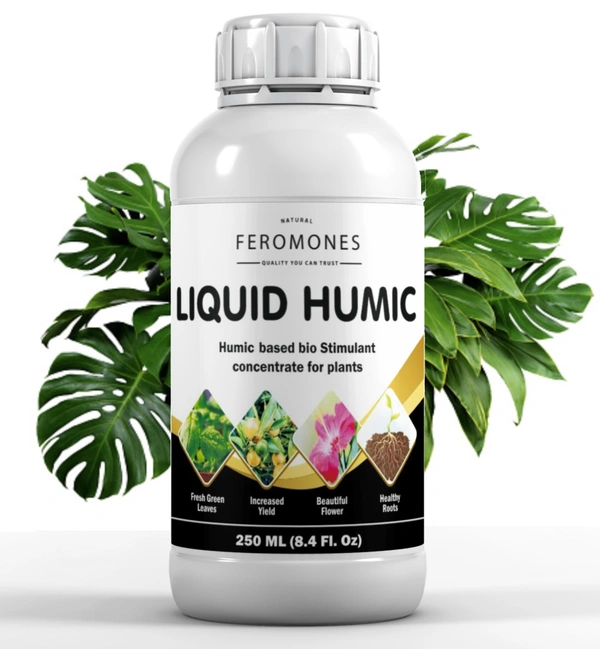 NATURAL
FEROMONES
QUALITY YOU CAN TRUST
LIQUID HUMIC
Humic based bio Stimulant
concentrate for plants
Fresh Green
Leaves
Increased
Yield
Beautiful
Flower
Healthy
Roots
250 ML (8.4 Fl. Oz)